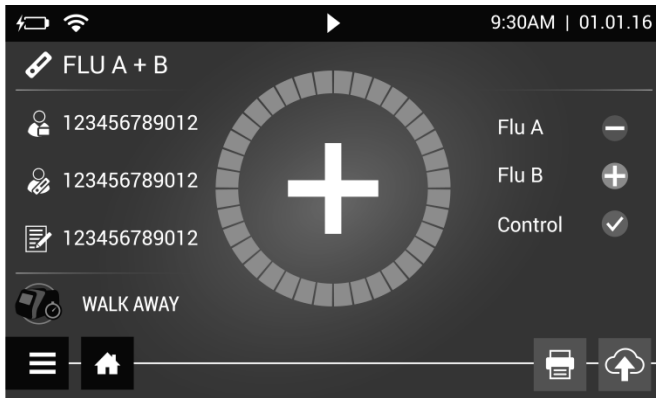 9:30AM | 01.01.16
FLU A + B
123456789012
123456789012
123456789012
WALK AWAY
Flu A
Flu B
Control